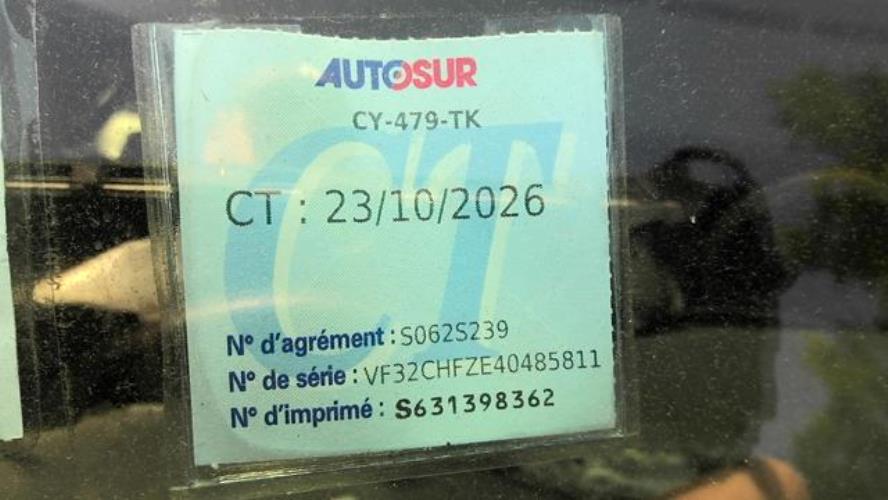 AUTOSUR
CY-479-TK
CT : 23/10/2026
CT
N° d'agrément : S062S239
N° de série : VF32CHFZE40485811
N° d'imprimé : S631398362